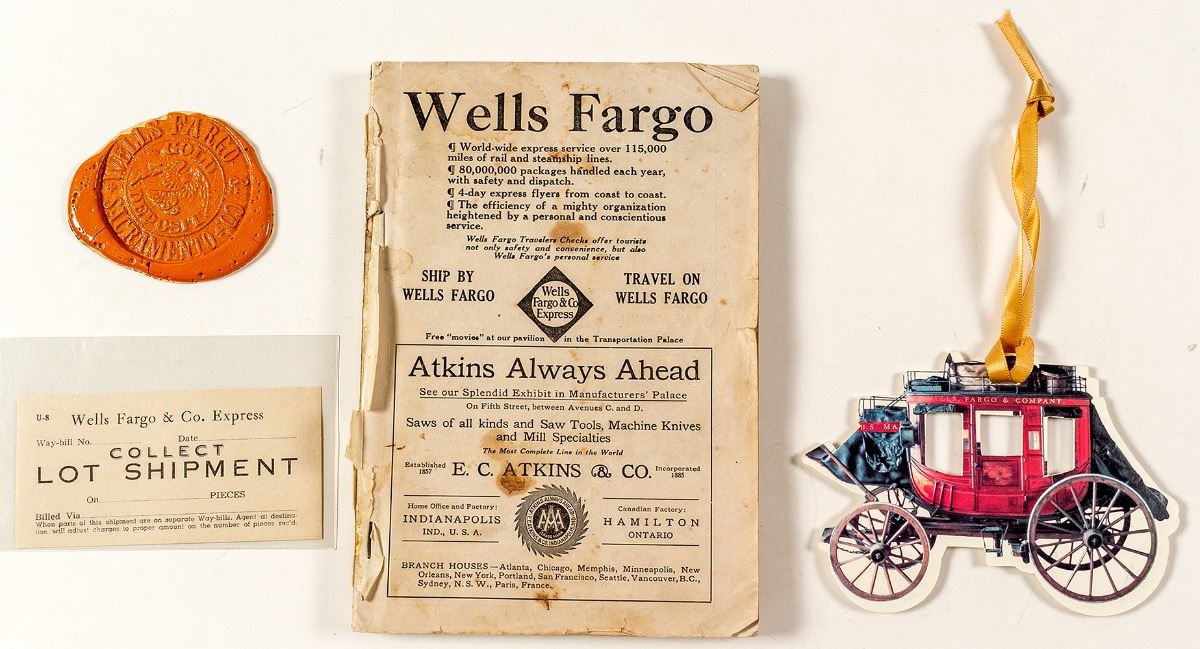 WELLS FARGO & CO.
GOLD
DEPOSIT
SACRAMENTO
U-8 Wells Fargo & Co. Express
Way-bill No. Date
COLLECT
LOT SHIPMENT
On PIECES
Billed Via
When parts of this shipment are on separate Way-bills, Agent at destina-
tion will adjust charges to proper amount on the number of pieces rec'd.
Wells Fargo
¶ World-wide express service over 115,000
miles of rail and steamship lines.
¶ 80,000,000 packages handled each year,
with safety and dispatch.
¶ 4-day express flyers from coast to coast.
¶ The efficiency of a mighty organization
heightened by a personal and conscientious
service.
Wells Fargo Travelers Checks offer tourists
not only safety and convenience, but also
Wells Fargo's personal service
SHIP BY
WELLS FARGO
Wells
Fargo & Co
Express
TRAVEL ON
WELLS FARGO
Free "movies" at our pavilion in the Transportation Palace
Atkins Always Ahead
See our Splendid Exhibit in Manufacturers' Palace
On Fifth Street, between Avenues C. and D.
Saws of all kinds and Saw Tools, Machine Knives
and Mill Specialties
The Most Complete Line in the World
Established
1857
E. C. ATKINS & CO.
Incorporated
1885
Home Office and Factory:
INDIANAPOLIS
IND., U. S. A.
AAA
Canadian Factory:
HAMILTON
ONTARIO
BRANCH HOUSES—Atlanta, Chicago, Memphis, Minneapolis, New
Orleans, New York, Portland, San Francisco, Seattle, Vancouver, B.C.,
Sydney, N. S. W., Paris, France.
WELLS, FARGO & COMPANY.
U.S. MA